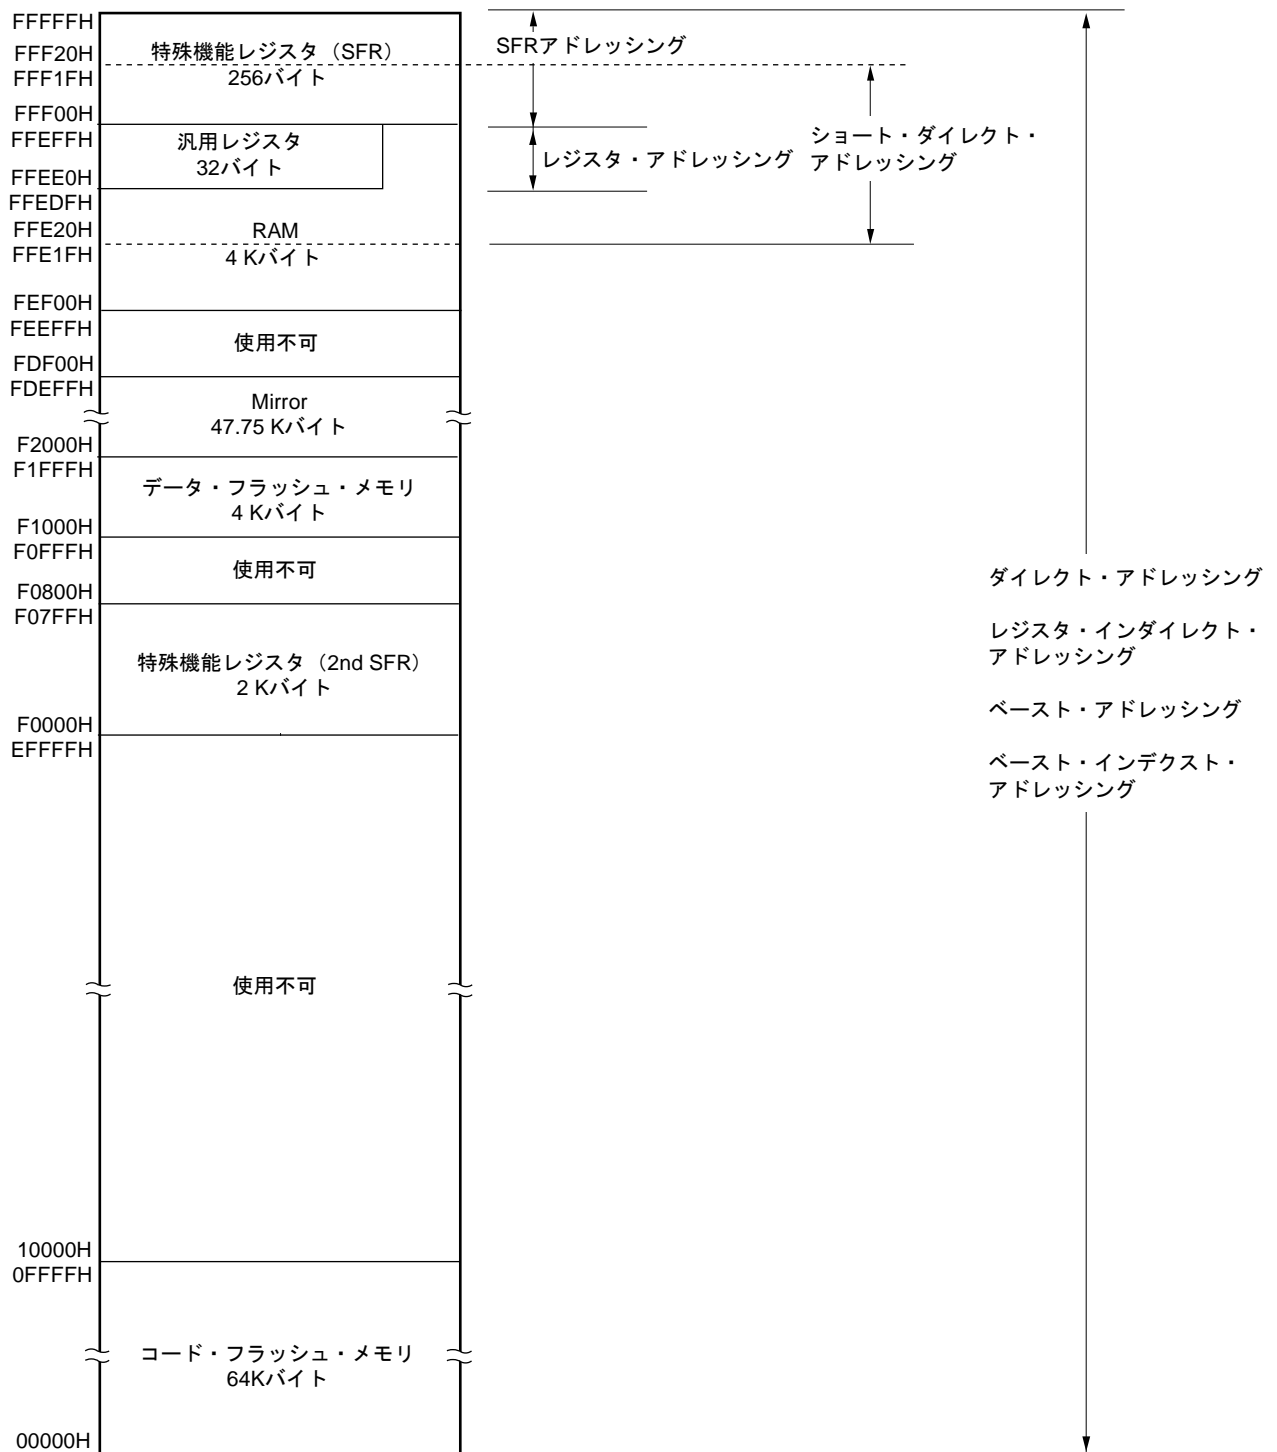 FFFFFH
FFF20H
FFF1FH
FFF00H
FFEFFH
FFEE0H
FFEDFH
FFE20H
FFE1FH
FEF00H
FEEFFH
FDF00H
FDEFFH
F2000H
F1FFFH
F1000H
F0FFFH
F0800H
F07FFH
F0000H
EFFFFH
10000H
0FFFFH
00000H
特殊機能レジスタ（SFR）
256バイト
汎用レジスタ
32バイト
RAM
4 Kバイト
使用不可
Mirror
47.75 Kバイト
データ・フラッシュ・メモリ
4 Kバイト
使用不可
特殊機能レジスタ（2nd SFR）
2 Kバイト
使用不可
コード・フラッシュ・メモリ
64Kバイト
SFRアドレッシング
レジスタ・アドレッシング
ショート・ダイレクト・
アドレッシング
ダイレクト・アドレッシング
レジスタ・インダイレクト・
アドレッシング
ベースト・アドレッシング
ベースト・インデクスト・
アドレッシング